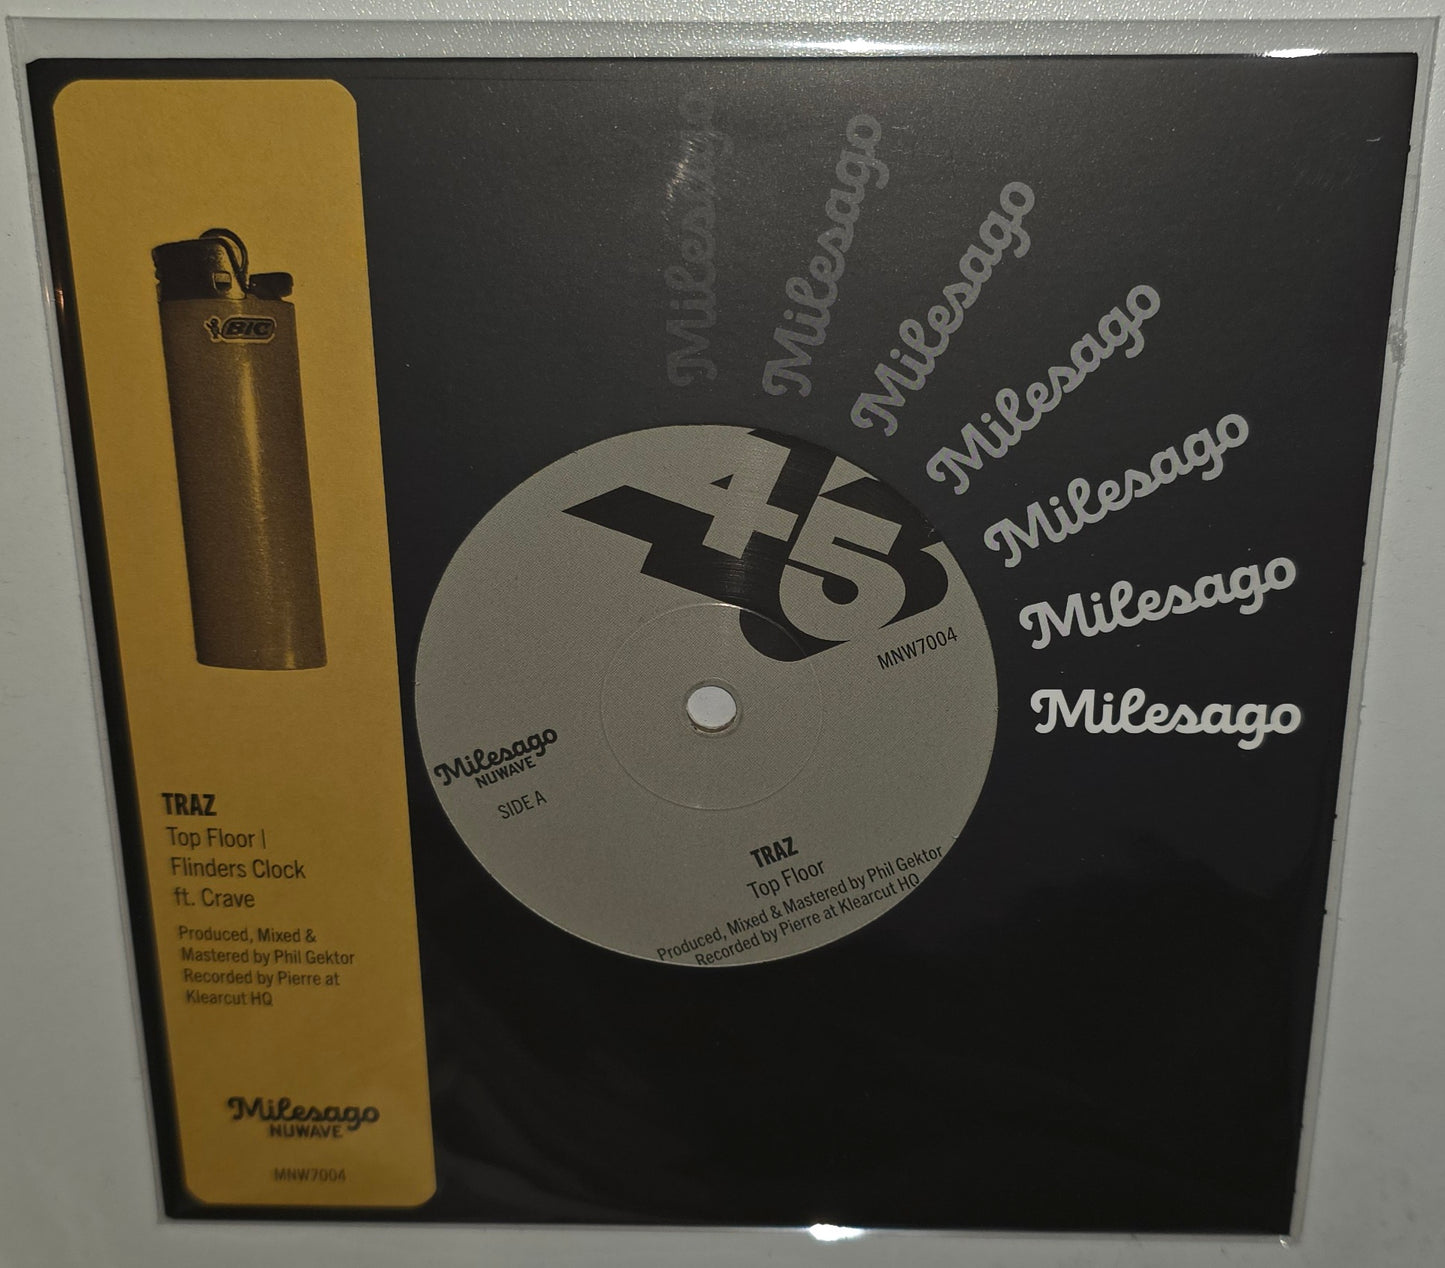 BIC
TRAZ
Top Floor |
Flinders Clock
ft. Crave
Produced, Mixed &
Mastered by Phil Gektor
Recorded by Pierre at
Klearcut HQ
Milesago
NUWAVE
MNW7004
Milesago
Milesago
Milesago
Milesago
Milesago
Milesago
Milesago
45
MNW7004
Milesago
NUWAVE
SIDE A
TRAZ
Top Floor
Produced, Mixed & Mastered by Phil Gektor
Recorded by Pierre at Klearcut HQ